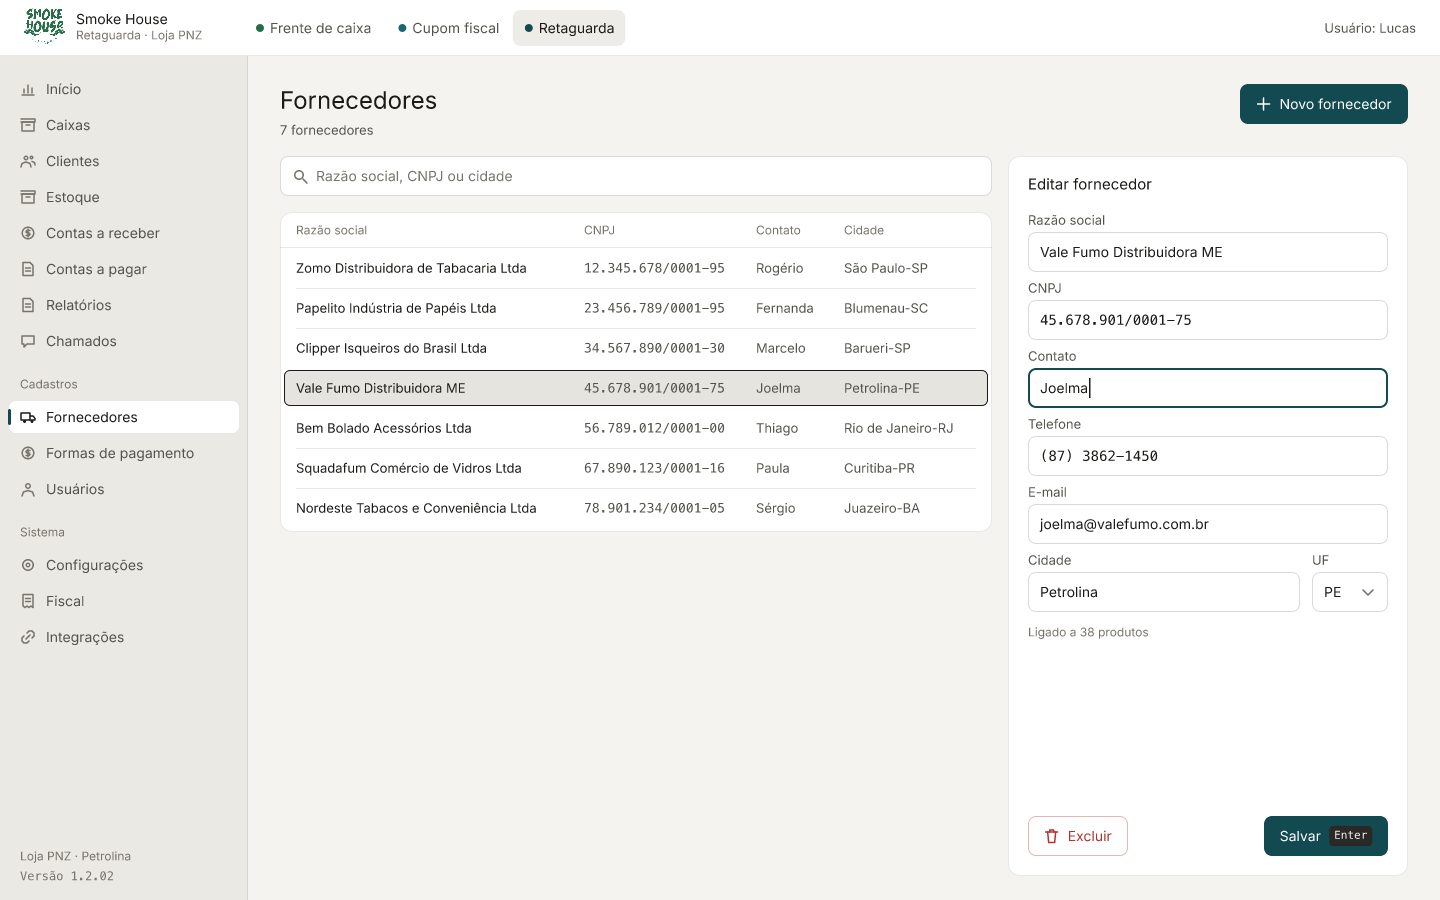 SMOKE HOUSE
Smoke House
Retaguarda · Loja PNZ
Frente de caixa
Cupom fiscal
Retaguarda
Usuário: Lucas
Início
Caixas
Clientes
Estoque
Contas a receber
Contas a pagar
Relatórios
Chamados
Cadastros
Fornecedores
Formas de pagamento
Usuários
Sistema
Configurações
Fiscal
Integrações
Loja PNZ · Petrolina
Versão 1.2.02
Fornecedores
7 fornecedores
Novo fornecedor
Razão social, CNPJ ou cidade
Razão social CNPJ Contato Cidade
Zomo Distribuidora de Tabacaria Ltda 12.345.678/0001-95 Rogério São Paulo-SP
Papelito Indústria de Papéis Ltda 23.456.789/0001-95 Fernanda Blumenau-SC
Clipper Isqueiros do Brasil Ltda 34.567.890/0001-30 Marcelo Barueri-SP
Vale Fumo Distribuidora ME 45.678.901/0001-75 Joelma Petrolina-PE
Bem Bolado Acessórios Ltda 56.789.012/0001-00 Thiago Rio de Janeiro-RJ
Squadafum Comércio de Vidros Ltda 67.890.123/0001-16 Paula Curitiba-PR
Nordeste Tabacos e Conveniência Ltda 78.901.234/0001-05 Sérgio Juazeiro-BA
Editar fornecedor
Razão social
Vale Fumo Distribuidora ME
CNPJ
45.678.901/0001-75
Contato
Joelma
Telefone
(87) 3862-1450
E-mail
joelma@valefumo.com.br
Cidade UF
Petrolina PE
Ligado a 38 produtos
Excluir
Salvar Enter